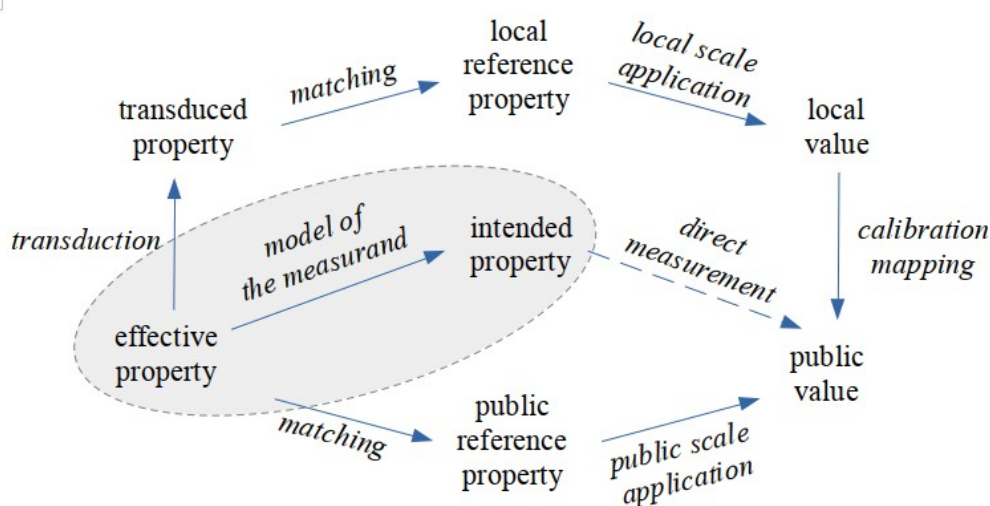 local
reference
property
local scale
application
matching
transduced
property
local
value
transduction
model of
the measurand
intended
property
direct
measurement
calibration
mapping
effective
property
public
value
matching
public
reference
property
public scale
application